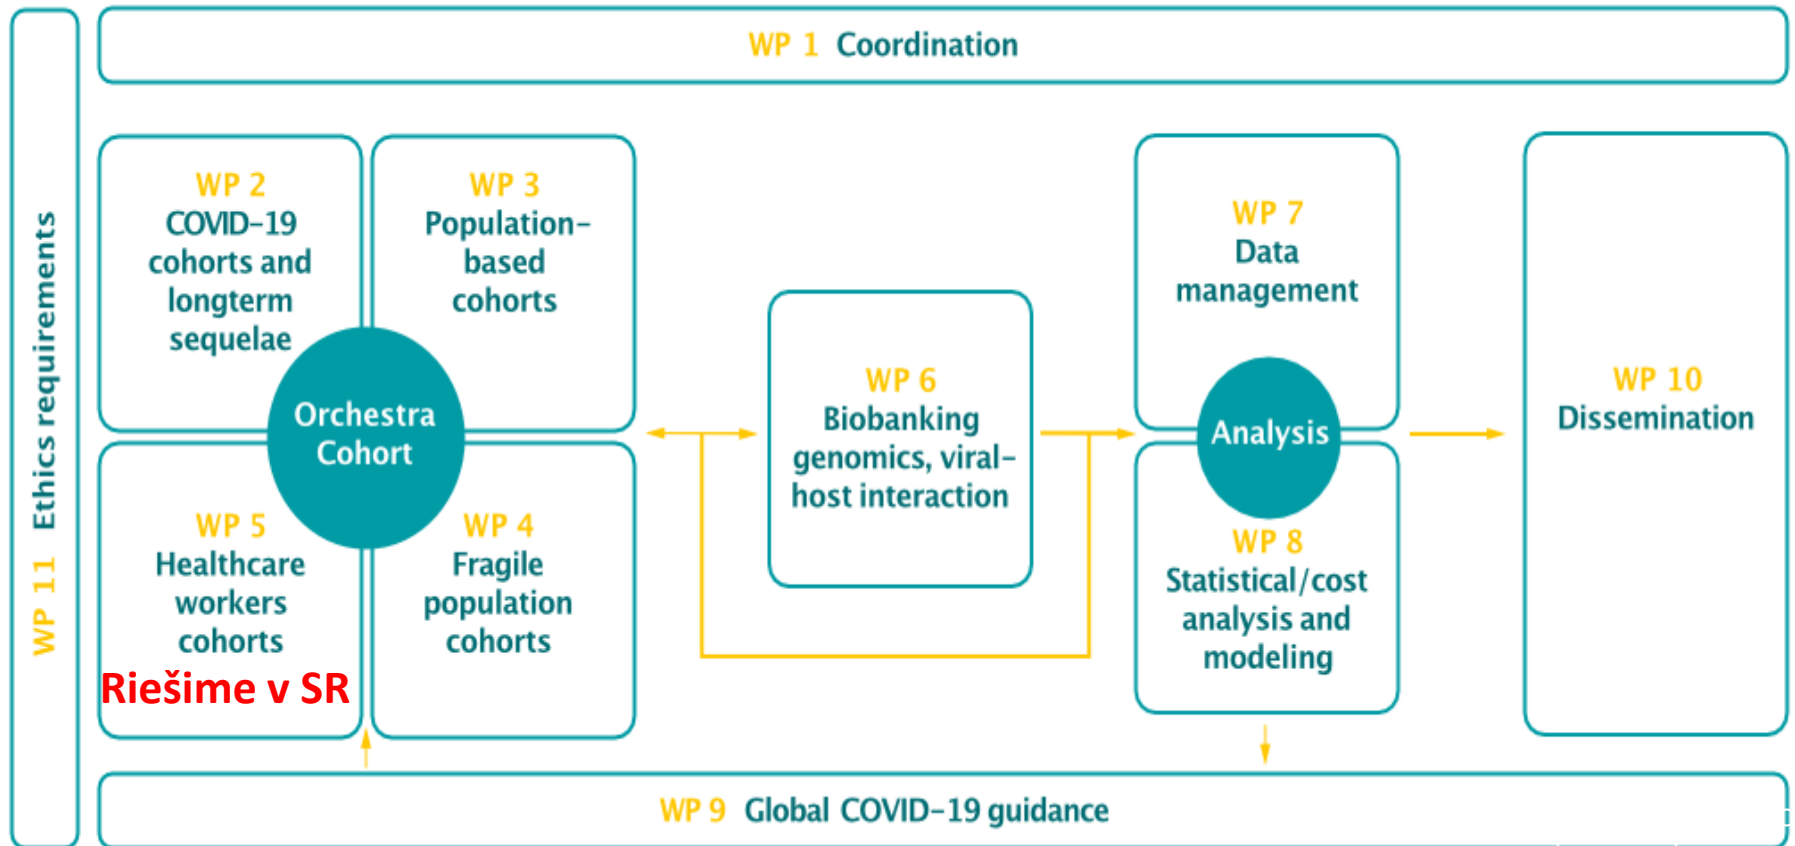 WP 1 Coordination
WP 11 Ethics requirements
WP 2
COVID-19
cohorts and
longterm
sequelae
WP 3
Population-
based
cohorts
Orchestra
Cohort
WP 5
Healthcare
workers
cohorts
Riešime v SR
WP 4
Fragile
population
cohorts
WP 6
Biobanking
genomics, viral-
host interaction
WP 7
Data
management
Analysis
WP 8
Statistical/cost
analysis and
modeling
WP 10
Dissemination
WP 9 Global COVID-19 guidance